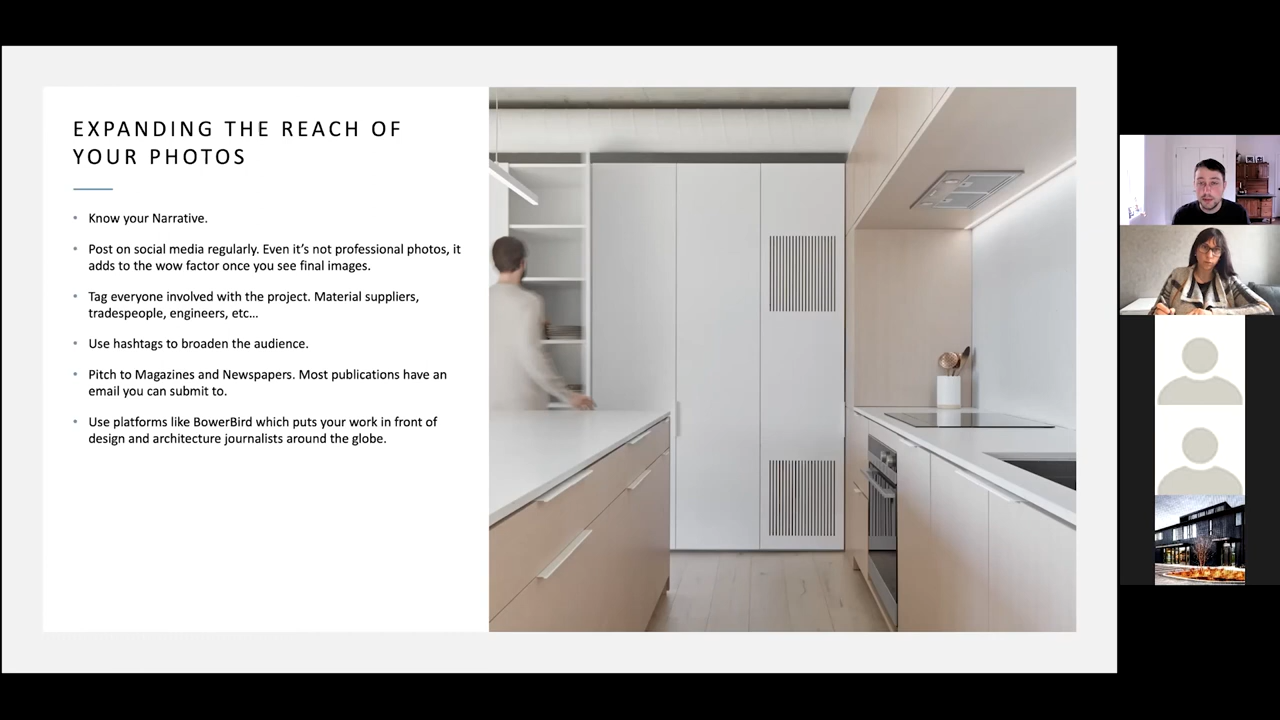 EXPANDING THE REACH OF
YOUR PHOTOS
• Know your Narrative.
• Post on social media regularly. Even it's not professional photos, it
adds to the wow factor once you see final images.
• Tag everyone involved with the project. Material suppliers,
tradespeople, engineers, etc…
• Use hashtags to broaden the audience.
• Pitch to Magazines and Newspapers. Most publications have an
email you can submit to.
• Use platforms like BowerBird which puts your work in front of
design and architecture journalists around the globe.